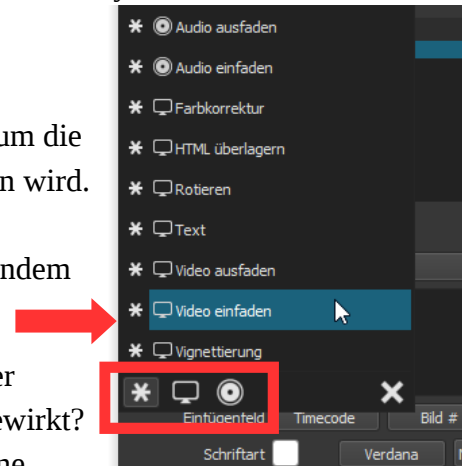 Audio ausfaden
Audio einfaden
Farbkorrektur
um die
HTML überlagern
n wird.
Rotieren
Text
ndem
Video ausfaden
Video einfaden
Vignettierung
er
ewirkt?
Einfügenfeld Timecode Bild #
Schriftart Verdana